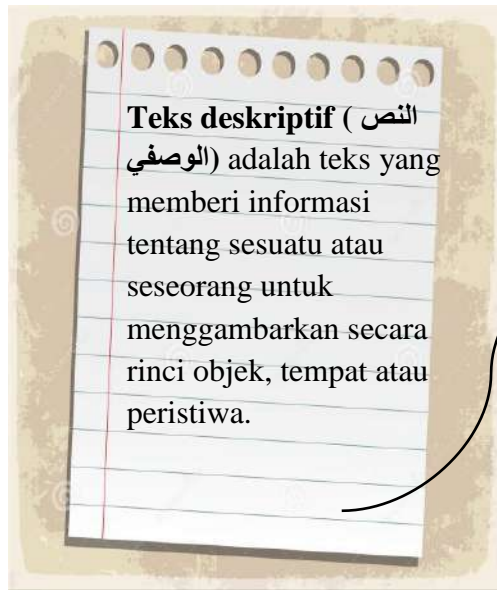 Teks deskriptif ( النص
الوصفي) adalah teks yang
memberi informasi
tentang sesuatu atau
seseorang untuk
menggambarkan secara
rinci objek, tempat atau
peristiwa.